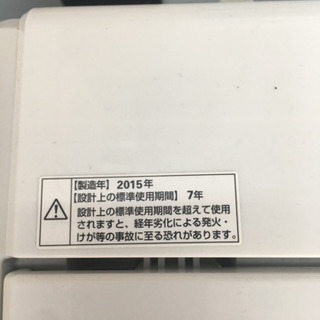 【製造年】2015年
【設計上の標準使用期間】7年
設計上の標準使用期間を超えて使用
されますと、経年劣化による発火・
けが等の事故に至る恐れがあります。